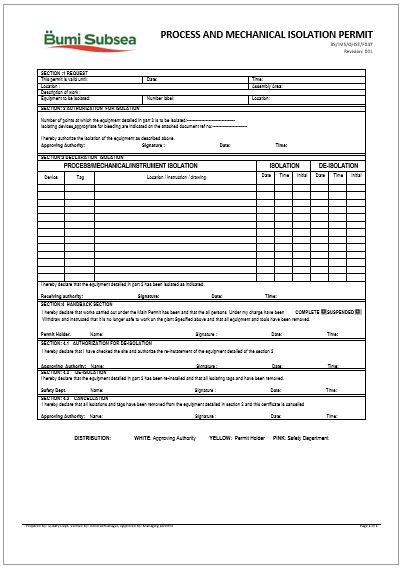 Bumi Subsea
PROCESS AND MECHANICAL ISOLATION PERMIT
BS/IMS/QHSE/F047
Revision: 001
SECTION :1 REQUEST
This permit is valid until: Date: Time:
Location : Assembly Area:
Description of work :
Equipment to be isolated: Number label: Location:
SECTION: 2 AUTHORIZATION FOR ISOLATION
Number of points at which the equipment detailed in part 2 is to be isolated:
Isolating devices appropriate for bleeding are indicated on the attached document ref no:
I hereby authorize the isolation of the equipment as described above.
Approving Authority: Signature : Date: Time:
SECTION 3 DECLARATION ISOLATION
PROCESS/MECHANICAL/INSTRUMENT ISOLATION ISOLATION DE-ISOLATION
Device Tag Location / Instruction / drawing Date Time Initial Date Time Initial
I hereby declare that the equipment detailed in part 2 has been isolated as indicated.
Receiving authority: Signature: Date: Time:
SECTION:4 HANDBACK SECTION
I hereby declare that works carried out under the Main Permit has been and that the all persons Under my charge have been COMPLETE SUSPENDED
Withdraw and instructed that it is no longer safe to work on the plant Specified above and that all equipment and tools have been removed.
Permit Holder. Name: Signature : Date: Time:
SECTION: 4.1 AUTHORIZATION FOR DE-ISOLATION
I hereby declare that I have checked the site and authorize the re-instatement of the equipment detailed of the section 2
Approving Authority: Name: Signature : Date: Time:
SECTION: 4.2 DE-ISOLATION
I hereby declare that the equipment detailed in part 2 has been re-installed and that all isolating tags and have been removed.
Safety Dept. Name: Signature : Date: Time:
SECTION: 4.3 CANCELLATION
I hereby declare that all isolations and tags have been removed from the equipment detailed in section 2 and this certificate is cancelled
Approving Authority: Name: Signature : Date: Time:
DISTRIBUTION: WHITE: Approving Authority YELLOW: Permit Holder PINK: Safety Department